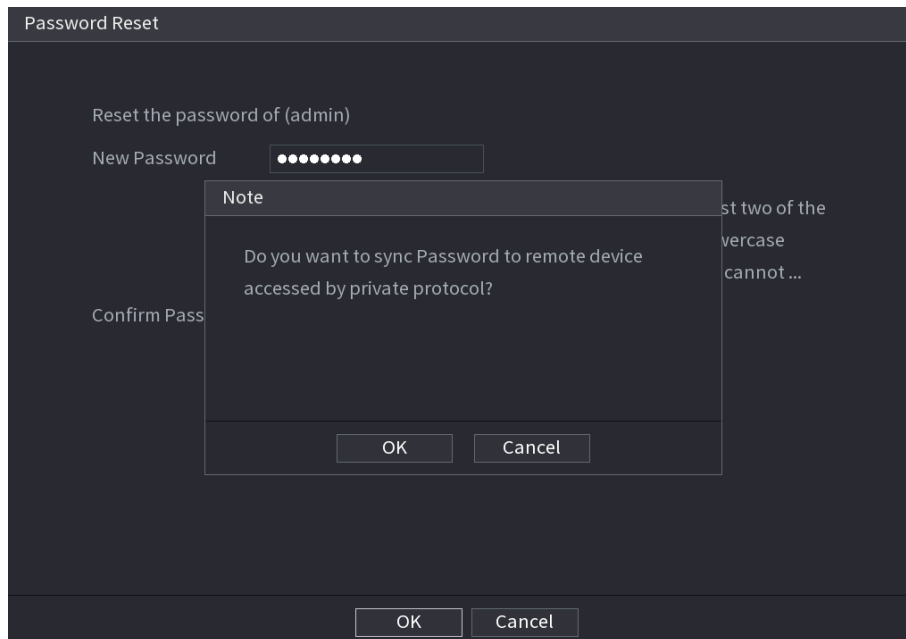 Password Reset
Reset the password of (admin)
New Password ●●●●●●●●
Note
st two of the
Do you want to sync Password to remote device
accessed by private protocol?
cannot ...
Confirm Pass
OK Cancel
OK Cancel